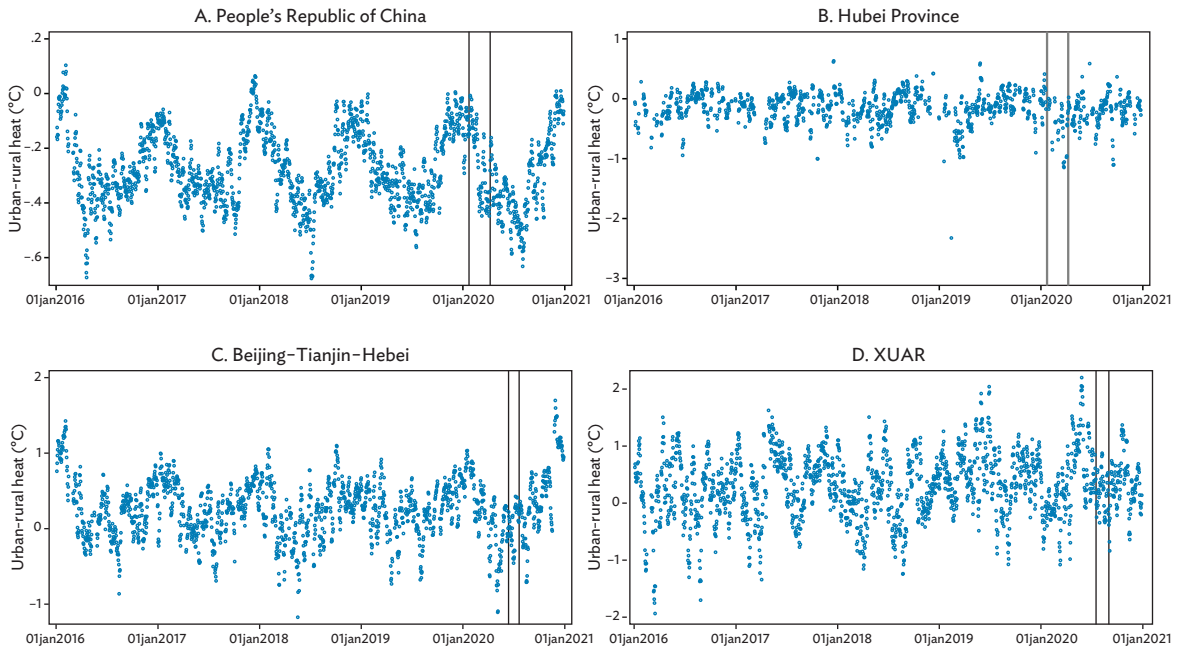 A. People's Republic of China
.2
0
-.2
-.4
-.6
Urban–rural heat (°C)
01jan2016 01jan2017 01jan2018 01jan2019 01jan2020 01jan2021
B. Hubei Province
1
0
–1
–2
–3
Urban–rural heat (°C)
01jan2016 01jan2017 01jan2018 01jan2019 01jan2020 01jan2021
C. Beijing–Tianjin–Hebei
2
1
0
–1
Urban–rural heat (°C)
01jan2016 01jan2017 01jan2018 01jan2019 01jan2020 01jan2021
D. XUAR
2
1
0
–1
–2
Urban–rural heat (°C)
01jan2016 01jan2017 01jan2018 01jan2019 01jan2020 01jan2021